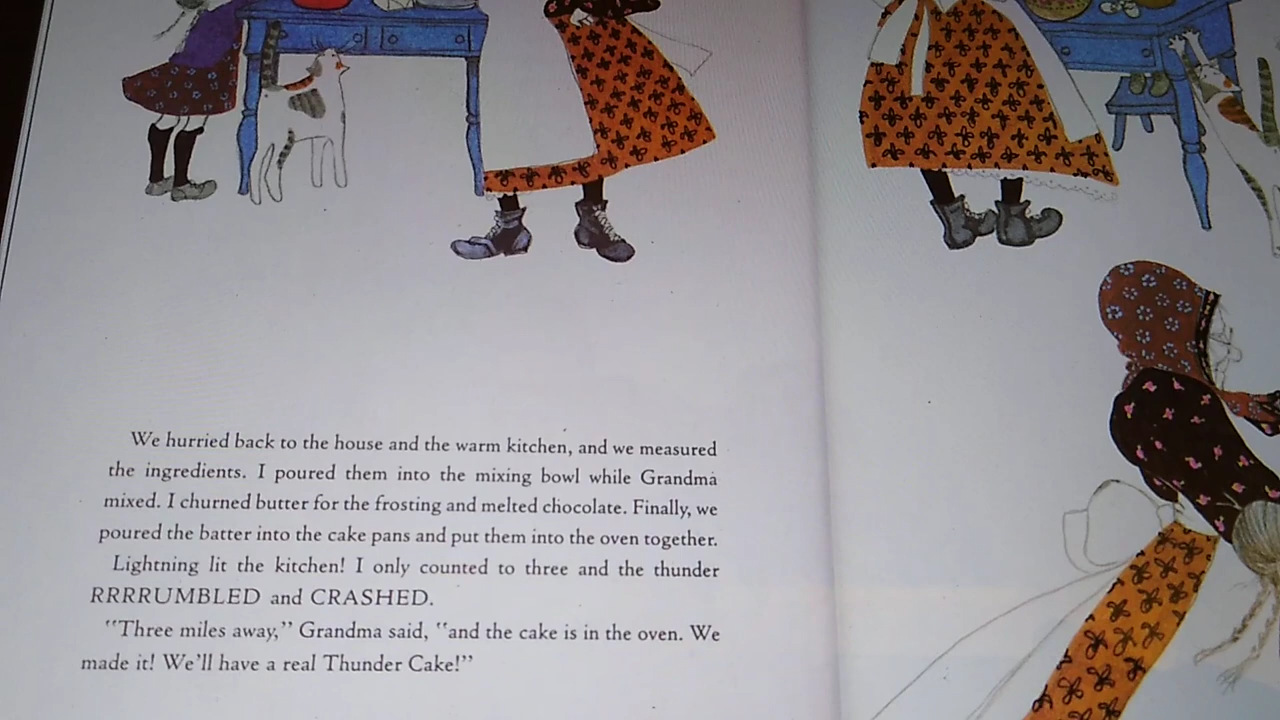 We hurried back to the house and the warm kitchen, and we measured
the ingredients. I poured them into the mixing bowl while Grandma
mixed. I churned butter for the frosting and melted chocolate. Finally, we
poured the batter into the cake pans and put them into the oven together.
Lightning lit the kitchen! I only counted to three and the thunder
RRRRUMBLED and CRASHED.
"Three miles away," Grandma said, "and the cake is in the oven. We
made it! We'll have a real Thunder Cake!"